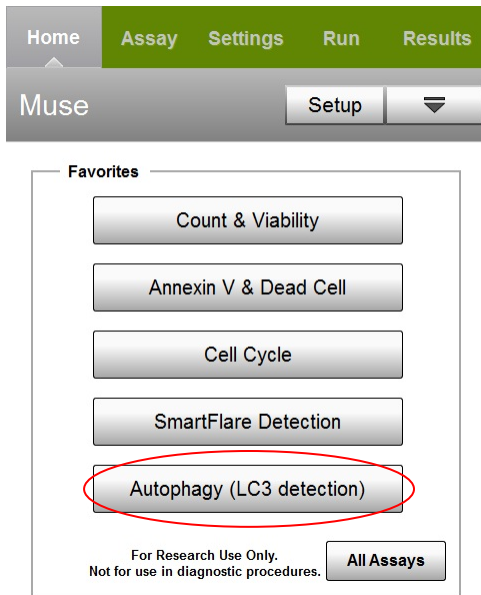 Home Assay Settings Run Results
Muse Setup
Favorites
Count & Viability
Annexin V & Dead Cell
Cell Cycle
SmartFlare Detection
Autophagy (LC3 detection)
For Research Use Only.
Not for use in diagnostic procedures.
All Assays